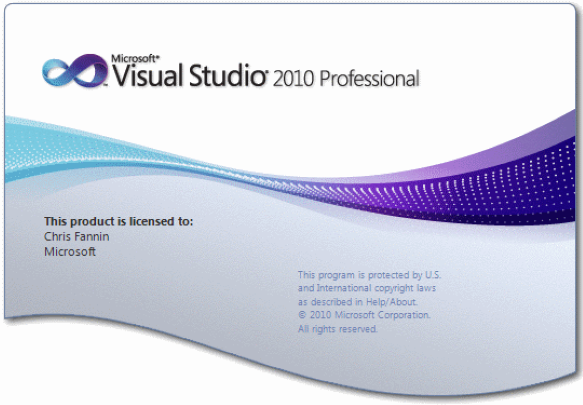 Microsoft®
Visual Studio® 2010 Professional
™
This product is licensed to:
Chris Fannin
Microsoft
This program is protected by U.S.
and International copyright laws
as described in Help/About.
© 2010 Microsoft Corporation.
All rights reserved.